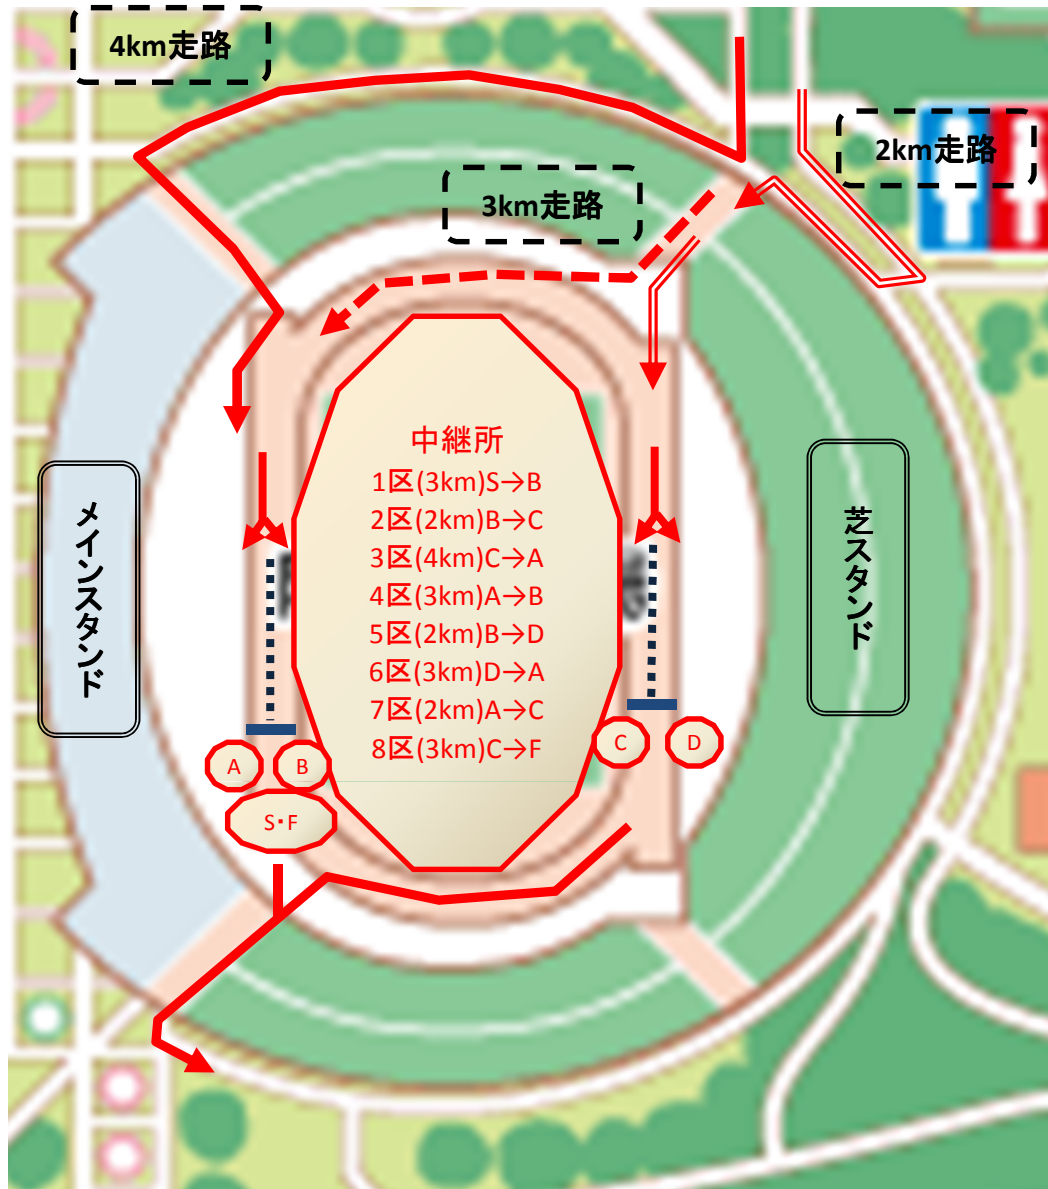 4km走路
2km走路
3km走路
中継所
1区(3km)S→B
2区(2km)B→C
3区(4km)C→A
4区(3km)A→B
5区(2km)B→D
6区(3km)D→A
7区(2km)A→C
8区(3km)C→F
メインスタンド
芝スタンド
A
B
C
D
S・F